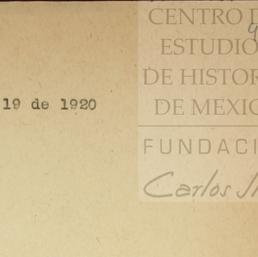 CENTRO D
ESTUDIO
DE HISTOR
DE MEXIC
19 de 1920
FUNDACI
Carlos